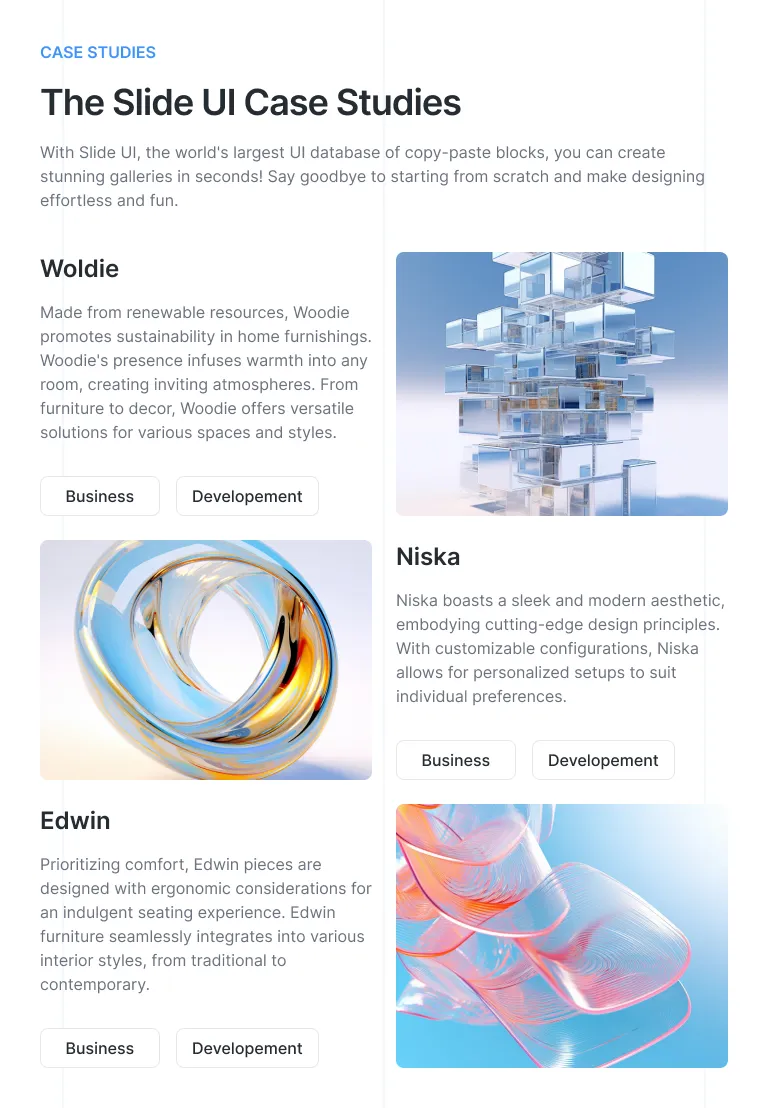 CASE STUDIES
The Slide UI Case Studies
With Slide UI, the world's largest UI database of copy-paste blocks, you can create
stunning galleries in seconds! Say goodbye to starting from scratch and make designing
effortless and fun.
Woldie
Made from renewable resources, Woodie
promotes sustainability in home furnishings.
Woodie's presence infuses warmth into any
room, creating inviting atmospheres. From
furniture to decor, Woodie offers versatile
solutions for various spaces and styles.
Business
Developement
Niska
Niska boasts a sleek and modern aesthetic,
embodying cutting-edge design principles.
With customizable configurations, Niska
allows for personalized setups to suit
individual preferences.
Business
Developement
Edwin
Prioritizing comfort, Edwin pieces are
designed with ergonomic considerations for
an indulgent seating experience. Edwin
furniture seamlessly integrates into various
interior styles, from traditional to
contemporary.
Business
Developement